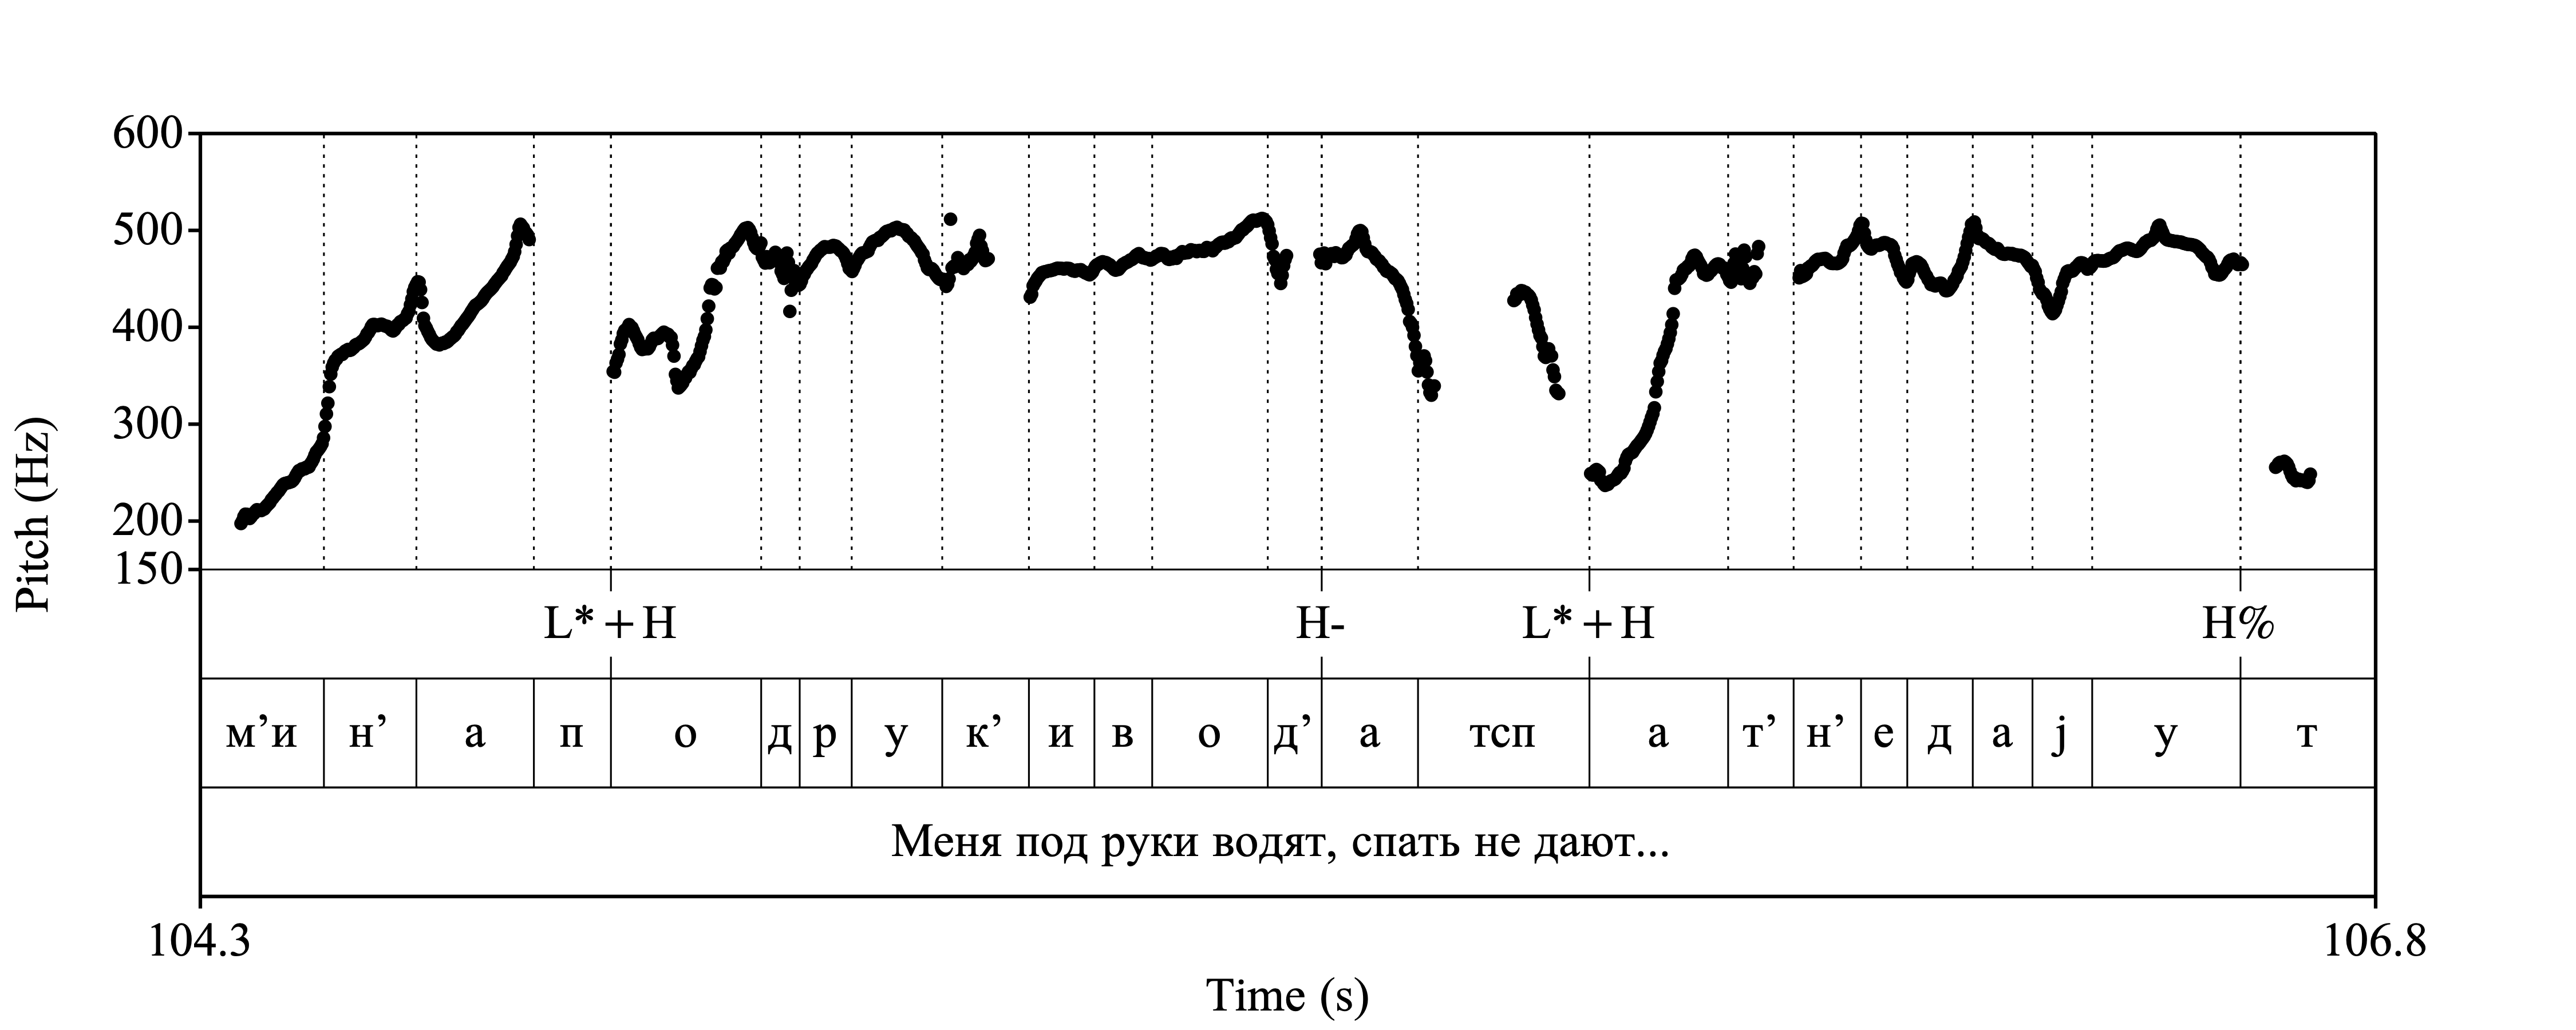 600
500
400
300
200
150
Pitch (Hz)
L*+H H- L*+H H%
м’и н’ а п о д р у к’ и в о д’ а тсп а т’ н’ е д а j у т
Меня под руки водят, спать не дают...
104.3 106.8
Time (s)